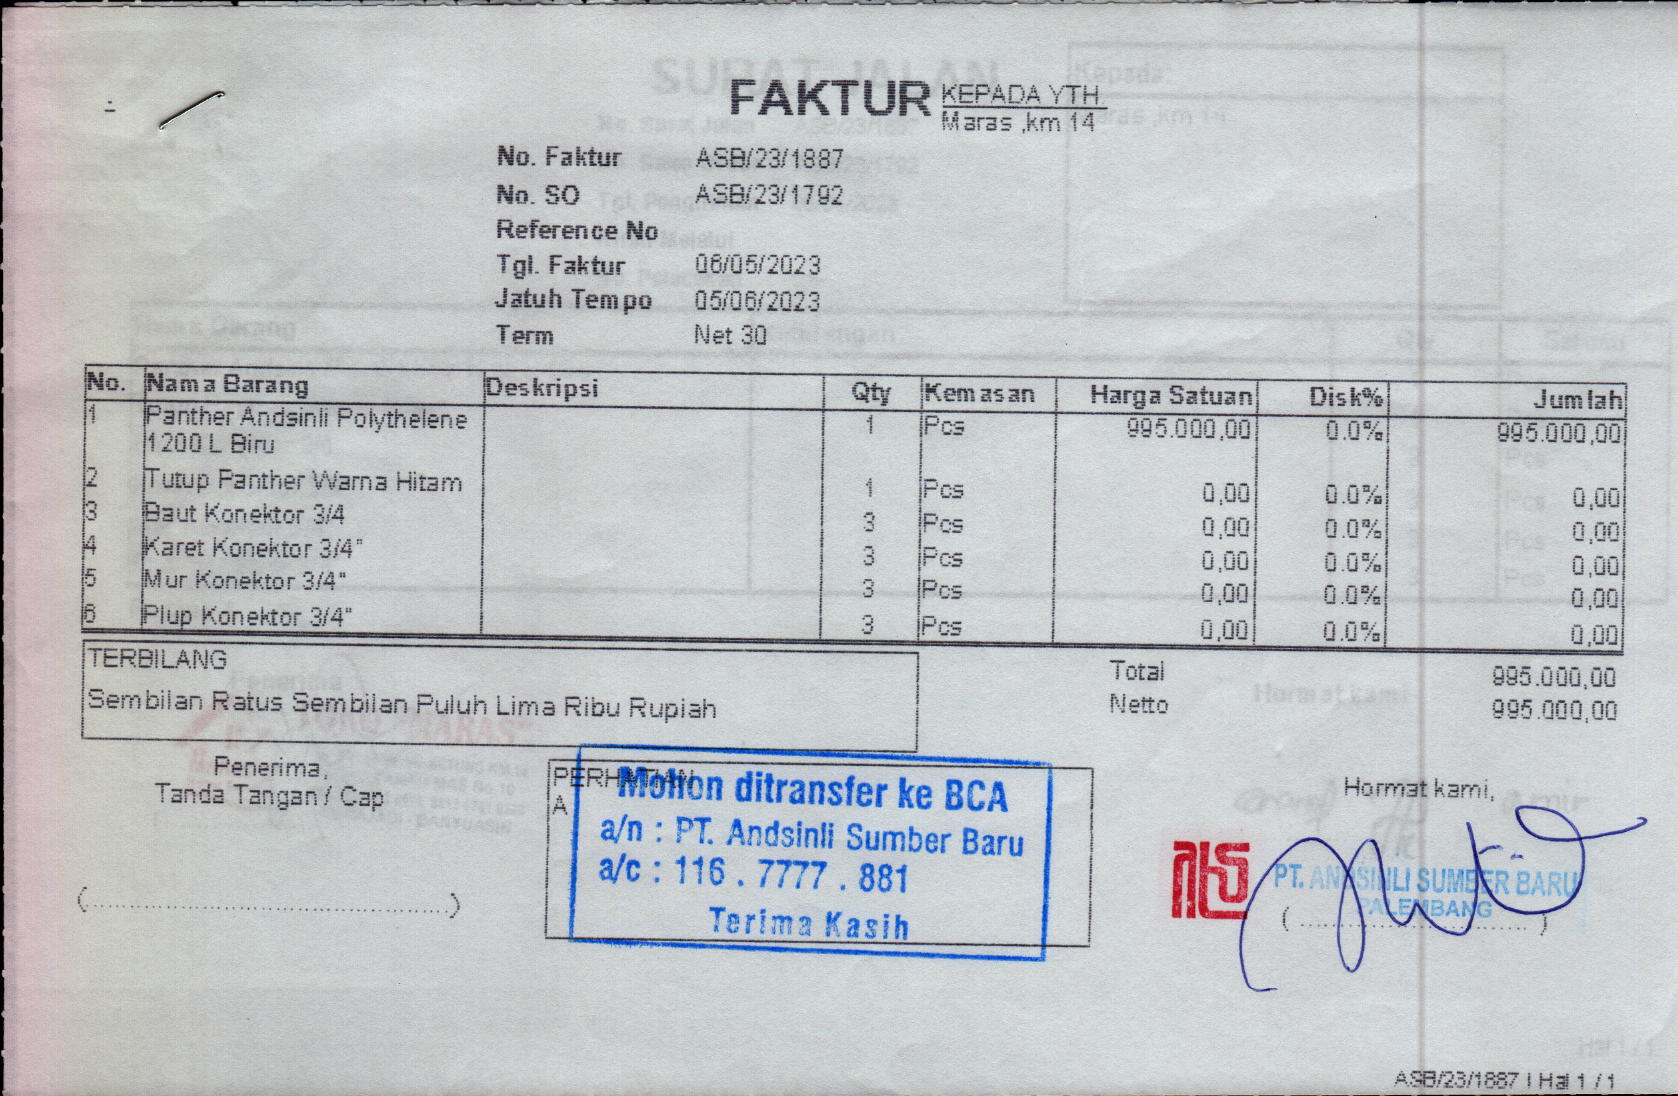 FAKTUR
KEPADA YTH.
Maras ,km 14
No. Faktur ASB/23/1887
No. SO ASB/23/1792
Reference No
Tgl. Faktur 06/05/2023
Jatuh Tempo 05/06/2023
Term Net 30
No. Nama Barang Deskripsi Qty Kemasan Harga Satuan Disk% Jumlah
1 Panther Andsinli Polythelene 1 Pcs 995.000,00 0.0% 995.000,00
1200 L Biru
2 Tutup Panther Warna Hitam 1 Pcs 0,00 0.0% 0,00
3 Baut Konektor 3/4 3 Pcs 0,00 0.0% 0,00
4 Karet Konektor 3/4" 3 Pcs 0,00 0.0% 0,00
5 Mur Konektor 3/4" 3 Pcs 0,00 0.0% 0,00
6 Plup Konektor 3/4" 3 Pcs 0,00 0.0% 0,00
TERBILANG
Sembilan Ratus Sembilan Puluh Lima Ribu Rupiah
Total 995.000,00
Netto 995.000,00
Penerima,
Tanda Tangan / Cap
PERHATIAN
A
Mohon ditransfer ke BCA
a/n : PT. Andsinli Sumber Baru
a/c : 116 . 7777 . 881
Terima Kasih
Hormat kami,
PT. ANDSINLI SUMBER BARU
PALEMBANG
ASB/23/1887 | Hal 1 / 1